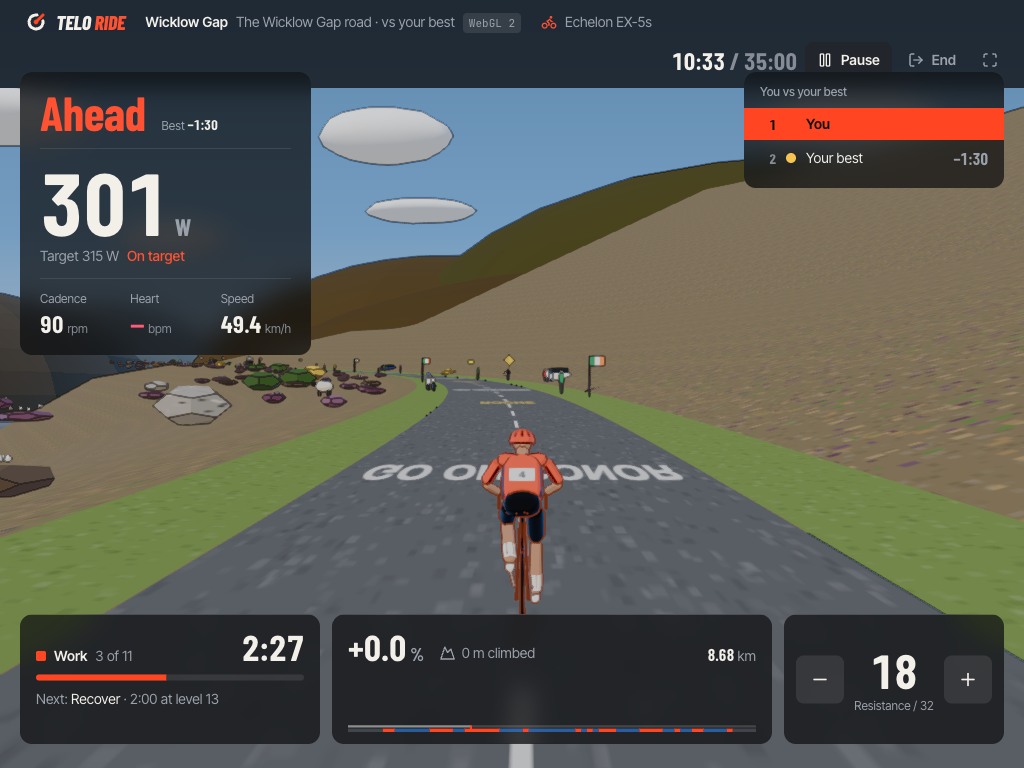 TELO RIDE Wicklow Gap The Wicklow Gap road · vs your best WebGL 2 Echelon EX-5s
10:33 / 35:00 Pause End
Ahead Best −1:30
301 W
Target 315 W On target
Cadence Heart Speed
90 rpm – bpm 49.4 km/h
You vs your best
1 You
2 Your best −1:30
4
Work 3 of 11 2:27
Next: Recover · 2:00 at level 13
+0.0 % 0 m climbed 8.68 km
− 18 +
Resistance / 32